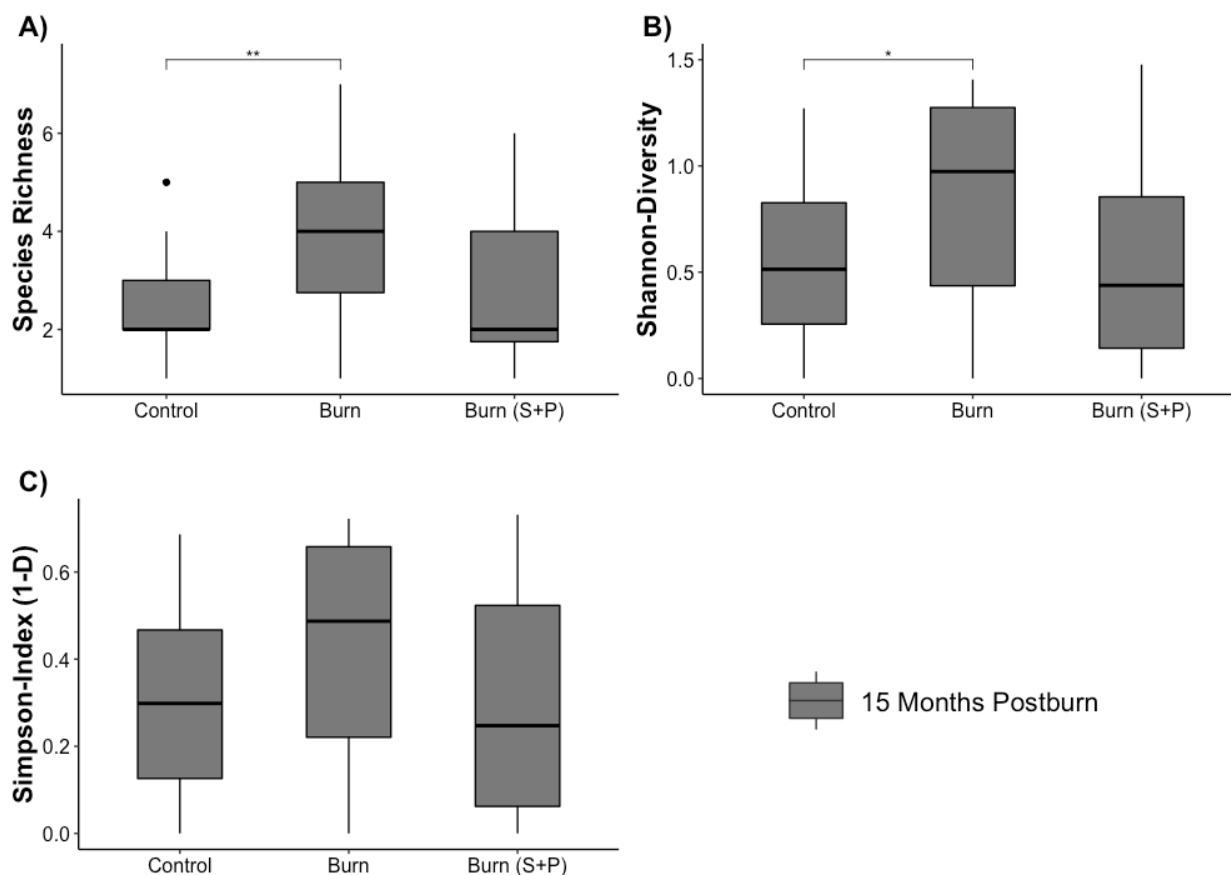 A)
**
Species Richness
6
4
2
Control Burn Burn (S+P)
B)
*
Shannon-Diversity
1.5
1.0
0.5
0.0
Control Burn Burn (S+P)
C)
Simpson-Index (1-D)
0.6
0.4
0.2
0.0
Control Burn Burn (S+P)
15 Months Postburn